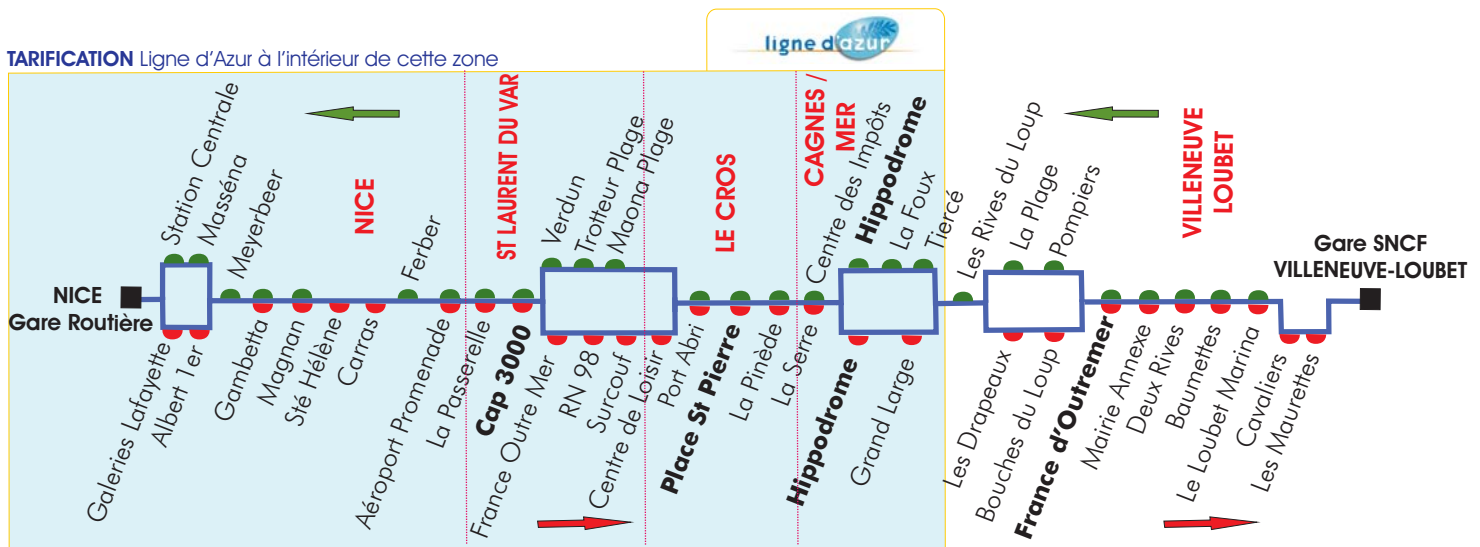 TARIFICATION Ligne d'Azur à l'intérieur de cette zone
ligne d'azur
NICE
ST LAURENT DU VAR
LE CROS
CAGNES /
MER
VILLENEUVE
LOUBET
Station Centrale
Masséna
Meyerbeer
Ferber
Verdun
Trotteur Plage
Maona Plage
Centre des Impôts
Hippodrome
La Foux
Tiercé
Les Rives du Loup
La Plage
Pompiers
NICE
Gare Routière
Gare SNCF
VILLENEUVE-LOUBET
Galeries Lafayette
Albert 1er
Gambetta
Magnan
Sté Hélène
Carras
Aéroport Promenade
La Passerelle
Cap 3000
France Outre Mer
RN 98
Surcouf
Centre de Loisir
Port Abri
Place St Pierre
La Pinède
La Serre
Hippodrome
Grand Large
Les Drapeaux
Bouches du Loup
France d'Outremer
Mairie Annexe
Deux Rives
Baumettes
Le Loubet Marina
Cavaliers
Les Maurettes